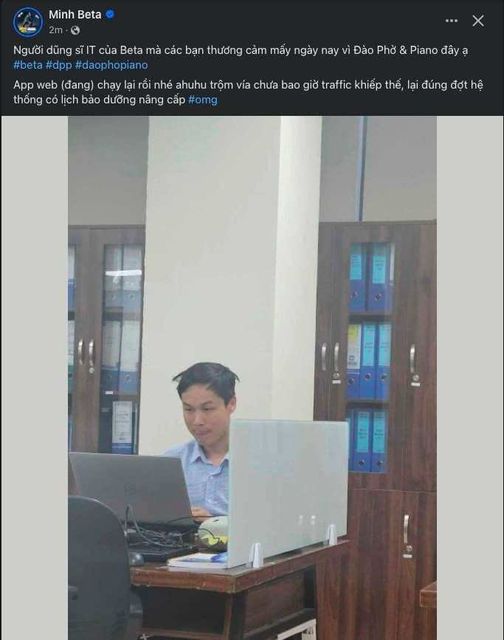 Minh Beta
2m
Người dũng sĩ IT của Beta mà các bạn thương cảm mấy ngày nay vì Đào Phở & Piano đây ạ
#beta #dpp #daophopiano
App web (đang) chạy lại rồi nhé ahuhu trộm vía chưa bao giờ traffic khiếp thế, lại đúng đợt hệ
thống có lịch bảo dưỡng nâng cấp #omg